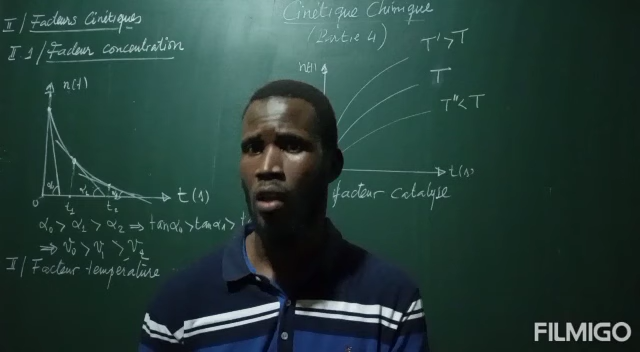 II/ Facteurs Cinétiques
II 1/ Facteur concentration
n(t)
0
t₁
t₂
t(s)
α₀ > α₁ > α₂ ⇒ tanα₀ > tanα₁ >
⇒ v₀ > v₁ > v₂
II/ Facteur température
Cinétique Chimique
(Partie 4)
n(t)
T' > T
T
T'' < T
t(s)
facteur catalyse
FILMIGO